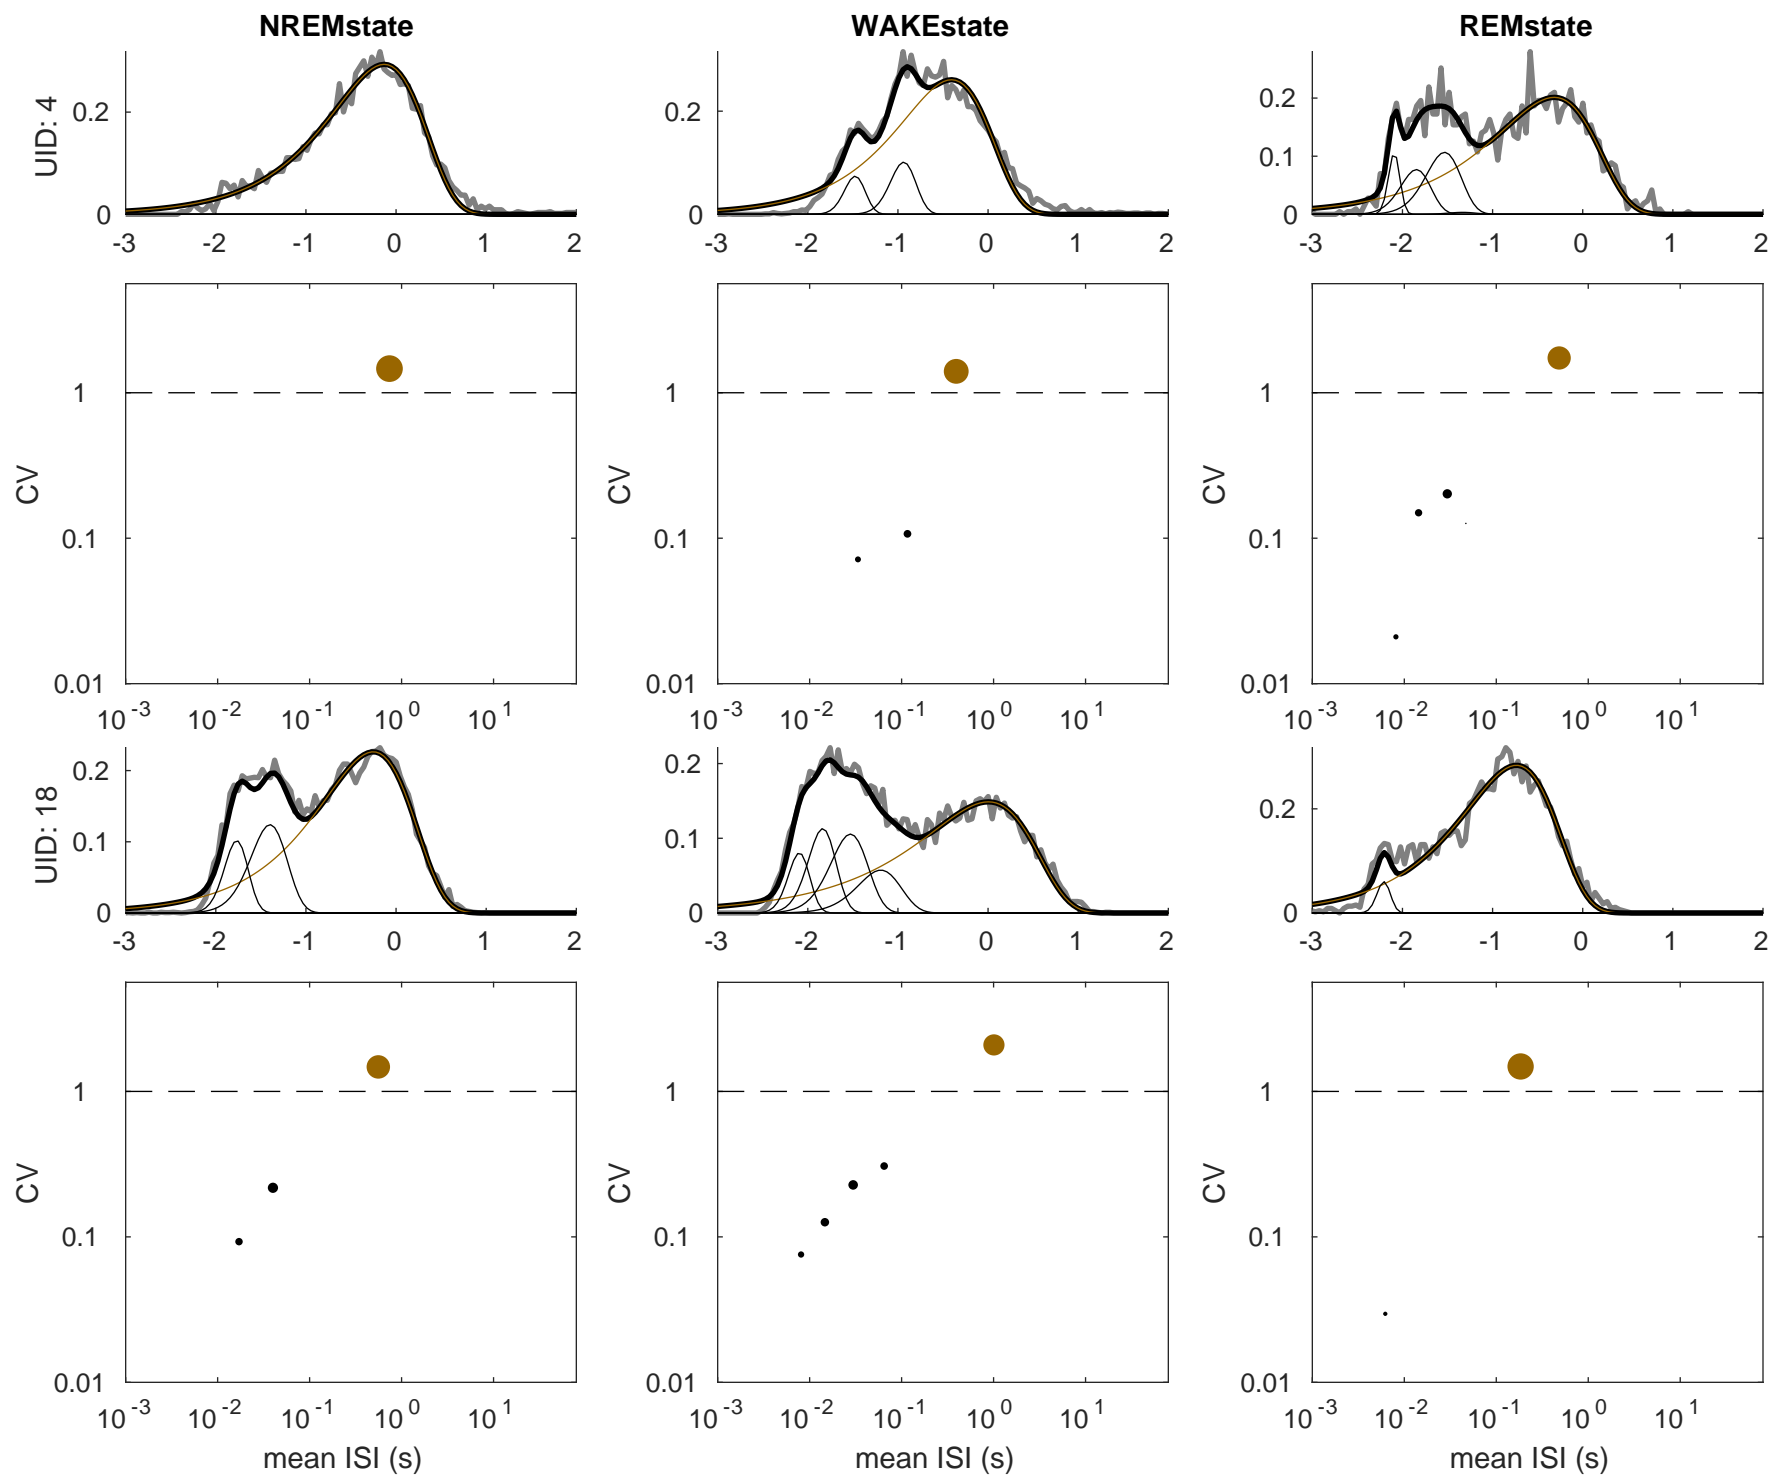 NREMstate WAKEstate REMstate
UID: 4
0.2 0.2 0.2
0.1
0 0 0
-3 -2 -1 0 1 2 -3 -2 -1 0 1 2 -3 -2 -1 0 1 2
CV CV CV
1 1 1
0.1 0.1 0.1
0.01 0.01 0.01
10^-3 10^-2 10^-1 10^0 10^1 10^-3 10^-2 10^-1 10^0 10^1 10^-3 10^-2 10^-1 10^0 10^1
UID: 18
0.2 0.2 0.2
0.1 0.1
0 0 0
-3 -2 -1 0 1 2 -3 -2 -1 0 1 2 -3 -2 -1 0 1 2
CV CV CV
1 1 1
0.1 0.1 0.1
0.01 0.01 0.01
10^-3 10^-2 10^-1 10^0 10^1 10^-3 10^-2 10^-1 10^0 10^1 10^-3 10^-2 10^-1 10^0 10^1
mean ISI (s) mean ISI (s) mean ISI (s)